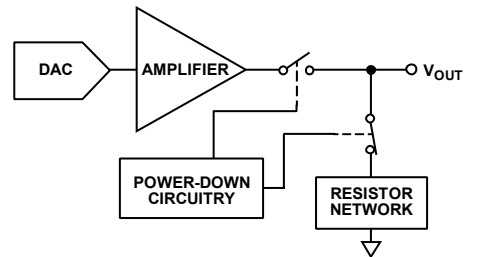 DAC
AMPLIFIER
VOUT
POWER-DOWN
CIRCUITRY
RESISTOR
NETWORK